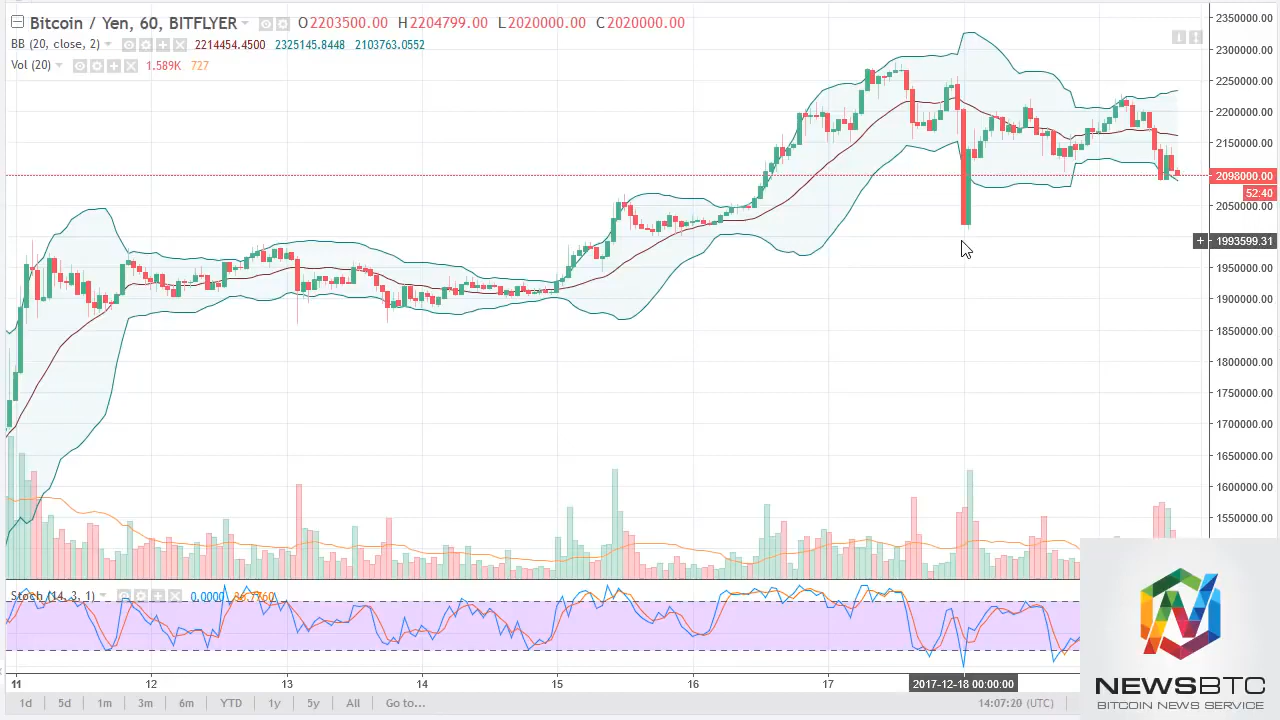 Bitcoin / Yen, 60, BITFLYER O2203500.00 H2204799.00 L2020000.00 C2020000.00
BB (20, close, 2) 2214454.4500 2325145.8448 2103763.0552
Vol (20) 1.589K 727
2350000.00
2300000.00
2250000.00
2200000.00
2150000.00
2098000.00
52:40
2050000.00
1993599.31
1950000.00
1900000.00
1850000.00
1800000.00
1750000.00
1700000.00
1650000.00
1600000.00
1550000.00
Stoch (14, 3, 1) 0.0000
11 12 13 14 15 16 17 2017-12-18 00:00:00
1d 5d 1m 3m 6m YTD 1y 5y All Go to... 14:07:20 (UTC)
NEWSBTC
BITCOIN NEWS SERVICE